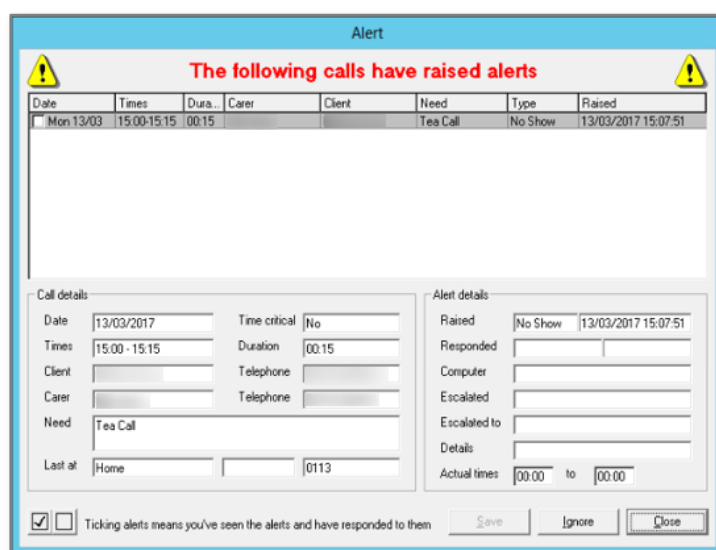 Alert
The following calls have raised alerts
Date Times Dura... Carer Client Need Type Raised
Mon 13/03 15:00-15:15 00:15 Tea Call No Show 13/03/2017 15:07:51
Call details
Date 13/03/2017 Time critical No
Times 15:00 - 15:15 Duration 00:15
Client Telephone
Carer Telephone
Need Tea Call
Last at Home 0113
Alert details
Raised No Show 13/03/2017 15:07:51
Responded
Computer
Escalated
Escalated to
Details
Actual times 00:00 to 00:00
Ticking alerts means you've seen the alerts and have responded to them Save Ignore Close